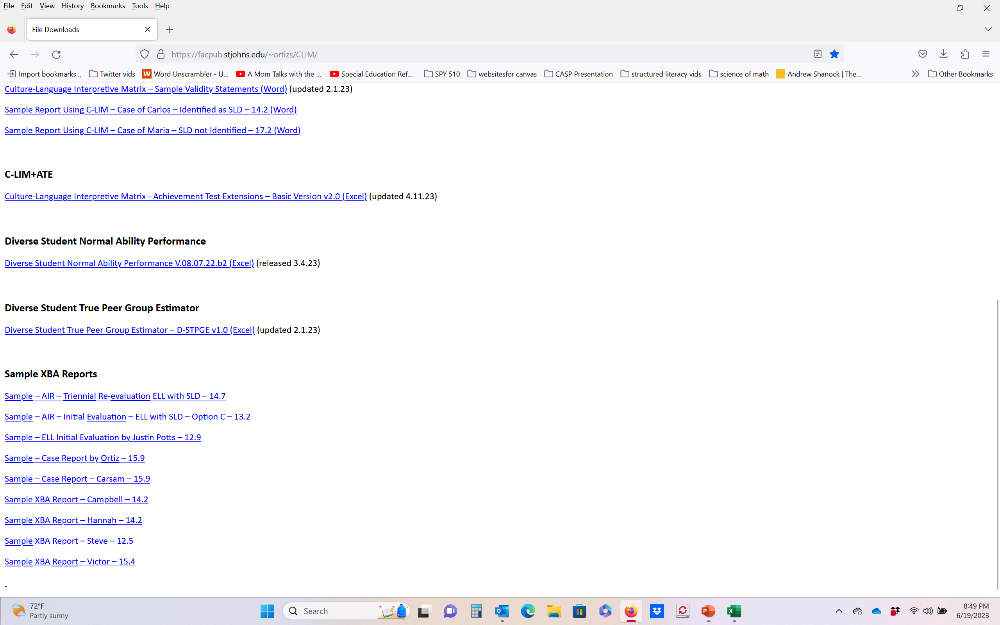 File Edit View History Bookmarks Tools Help
File Downloads
https://facpub.stjohns.edu/~ortizs/CLIM/
Import bookmarks... Twitter vids W Word Unscrambler - U... A Mom Talks with the ... Special Education Ref... SPY 510 websitesfor canvas CASP Presentation structured literacy vids science of math Andrew Shanock | The... Other Bookmarks
Culture-Language Interpretive Matrix – Sample Validity Statements (Word) (updated 2.1.23)
Sample Report Using C-LIM – Case of Carlos – Identified as SLD – 14.2 (Word)
Sample Report Using C-LIM – Case of Maria – SLD not Identified – 17.2 (Word)
C-LIM+ATE
Culture-Language Interpretive Matrix - Achievement Test Extensions – Basic Version v2.0 (Excel) (updated 4.11.23)
Diverse Student Normal Ability Performance
Diverse Student Normal Ability Performance V.08.07.22.b2 (Excel) (released 3.4.23)
Diverse Student True Peer Group Estimator
Diverse Student True Peer Group Estimator – D-STPGE v1.0 (Excel) (updated 2.1.23)
Sample XBA Reports
Sample – AIR – Triennial Re-evaluation ELL with SLD – 14.7
Sample – AIR – Initial Evaluation – ELL with SLD – Option C – 13.2
Sample – ELL Initial Evaluation by Justin Potts – 12.9
Sample – Case Report by Ortiz – 15.9
Sample – Case Report – Carsam – 15.9
Sample XBA Report – Campbell – 14.2
Sample XBA Report – Hannah – 14.2
Sample XBA Report – Steve – 12.5
Sample XBA Report – Victor – 15.4
72°F
Partly sunny
Search
8:49 PM
6/19/2023